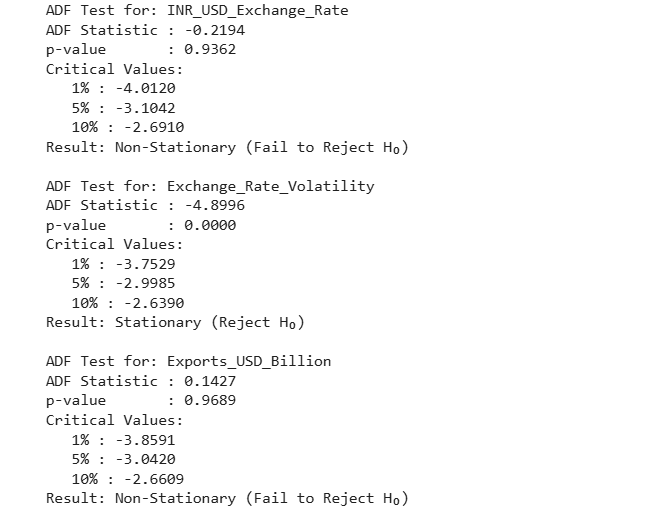 ADF Test for: INR_USD_Exchange_Rate
ADF Statistic : -0.2194
p-value       : 0.9362
Critical Values:
   1% : -4.0120
   5% : -3.1042
   10% : -2.6910
Result: Non-Stationary (Fail to Reject H₀)

ADF Test for: Exchange_Rate_Volatility
ADF Statistic : -4.8996
p-value       : 0.0000
Critical Values:
   1% : -3.7529
   5% : -2.9985
   10% : -2.6390
Result: Stationary (Reject H₀)

ADF Test for: Exports_USD_Billion
ADF Statistic : 0.1427
p-value       : 0.9689
Critical Values:
   1% : -3.8591
   5% : -3.0420
   10% : -2.6609
Result: Non-Stationary (Fail to Reject H₀)